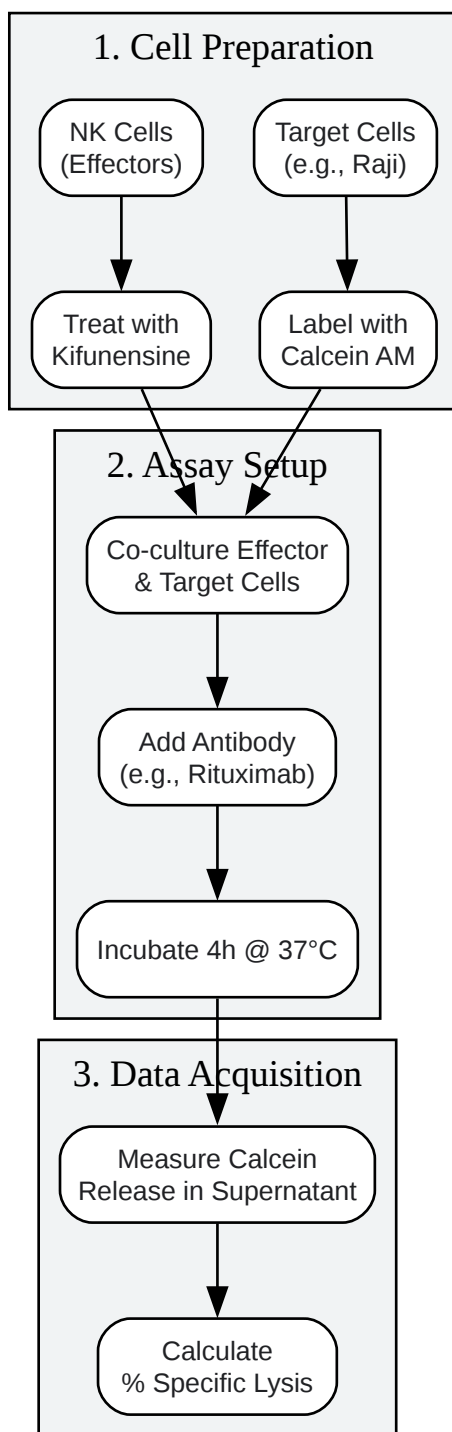 1. Cell Preparation
NK Cells
(Effectors)
Target Cells
(e.g., Raji)
Treat with
Kifunensine
Label with
Calcein AM
2. Assay Setup
Co-culture Effector
& Target Cells
Add Antibody
(e.g., Rituximab)
Incubate 4h @ 37°C
3. Data Acquisition
Measure Calcein
Release in Supernatant
Calculate
% Specific Lysis